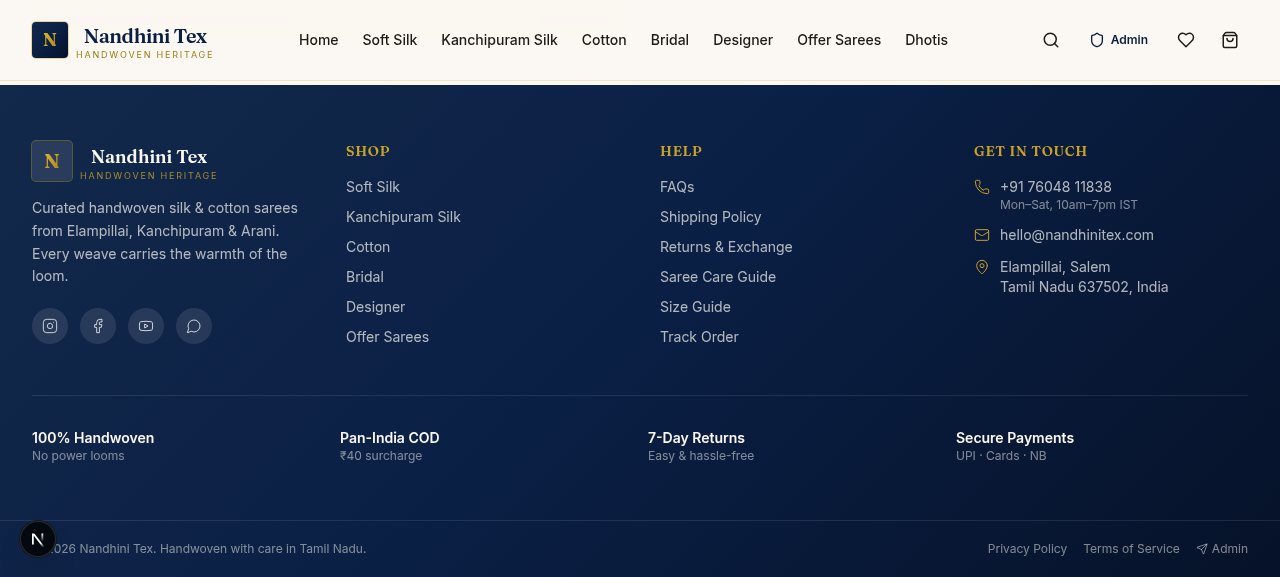 N
Nandhini Tex
HANDWOVEN HERITAGE
Home
Soft Silk
Kanchipuram Silk
Cotton
Bridal
Designer
Offer Sarees
Dhotis
Admin
N
Nandhini Tex
HANDWOVEN HERITAGE
Curated handwoven silk & cotton sarees
from Elampillai, Kanchipuram & Arani.
Every weave carries the warmth of the
loom.
SHOP
Soft Silk
Kanchipuram Silk
Cotton
Bridal
Designer
Offer Sarees
HELP
FAQs
Shipping Policy
Returns & Exchange
Saree Care Guide
Size Guide
Track Order
GET IN TOUCH
+91 76048 11838
Mon–Sat, 10am–7pm IST
hello@nandhinitex.com
Elampillai, Salem
Tamil Nadu 637502, India
100% Handwoven
No power looms
Pan-India COD
₹40 surcharge
7-Day Returns
Easy & hassle-free
Secure Payments
UPI · Cards · NB
N
2026 Nandhini Tex. Handwoven with care in Tamil Nadu.
Privacy Policy
Terms of Service
Admin